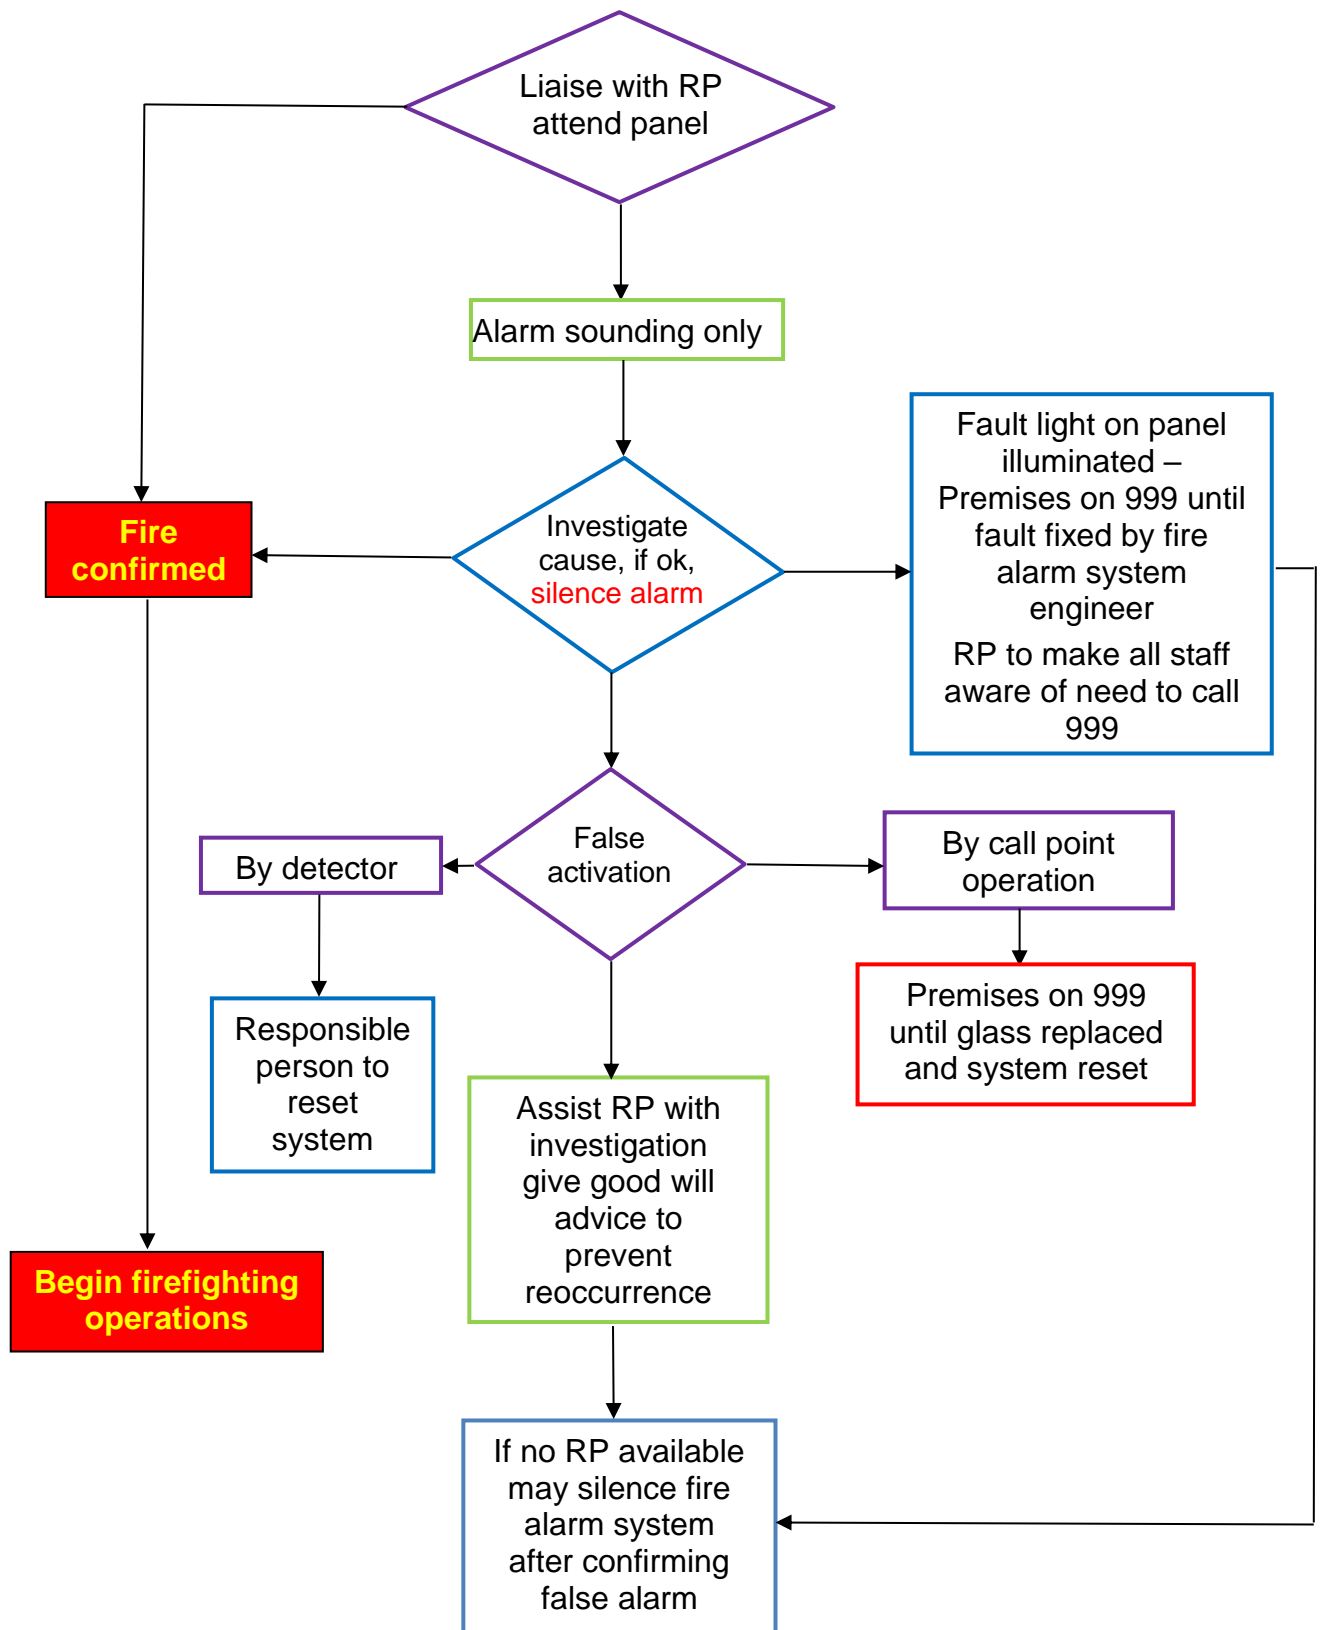 Liaise with RP
attend panel
Alarm sounding only
Fault light on panel
illuminated –
Premises on 999 until
fault fixed by fire
alarm system
engineer
RP to make all staff
aware of need to call
999
Fire
confirmed
Investigate
cause, if ok,
silence alarm
False
activation
By detector
By call point
operation
Responsible
person to
reset
system
Premises on 999
until glass replaced
and system reset
Assist RP with
investigation
give good will
advice to
prevent
reoccurrence
Begin firefighting
operations
If no RP available
may silence fire
alarm system
after confirming
false alarm